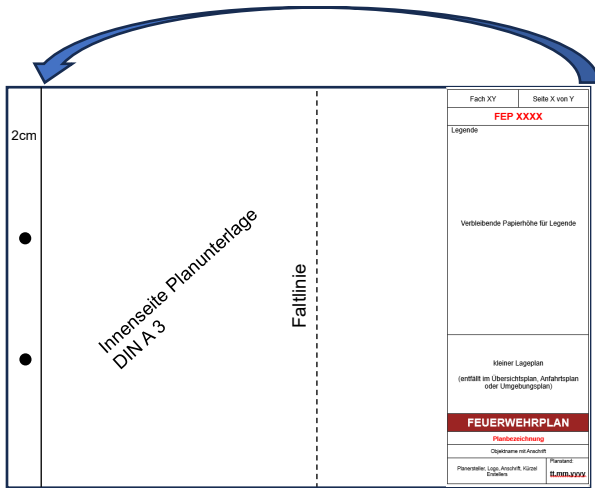 2cm
Innenseite Planunterlage
DIN A 3
Faltlinie
Fach XY
Seite X von Y
FEP XXXX
Legende
Verbleibende Papierhöhe für Legende
kleiner Lageplan
(entfällt im Übersichtsplan, Anfahrtsplan
oder Umgebungsplan)
FEUERWEHRPLAN
Planbezeichnung
Objektname mit Anschrift
Planersteller, Logo, Anschrift, Kürzel
Erstellers
Planstand:
tt.mm.yyyy